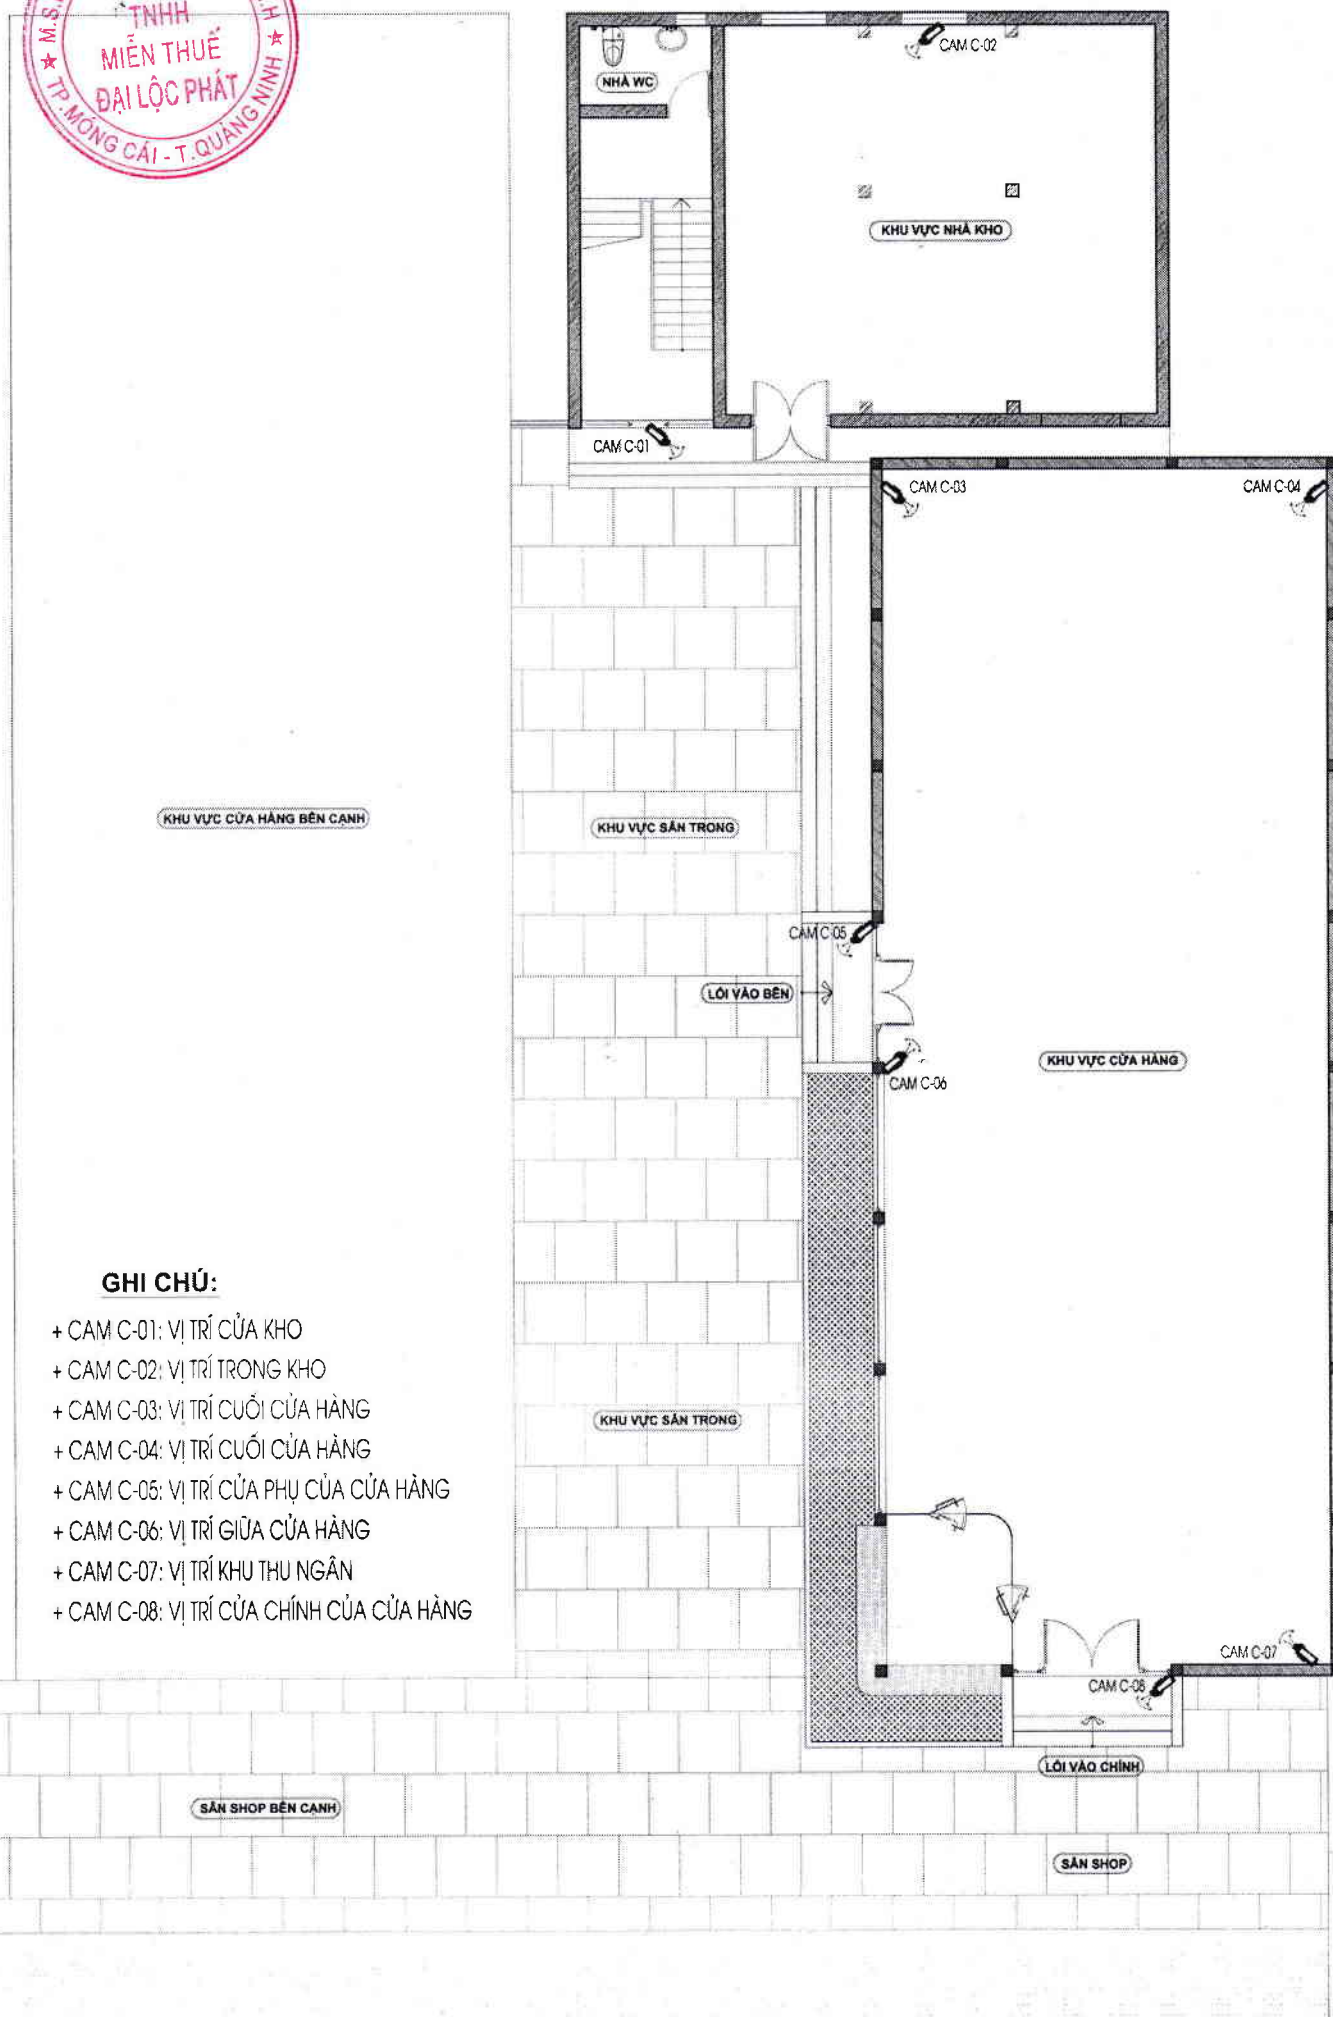 TNHH
MIỄN THUẾ
ĐẠI LỘC PHÁT
★ M.S.
H ★
TP.MÓNG CÁI - T.QUẢNG NINH
CAM C-02
NHÀ WC
KHU VỰC NHÀ KHO
CAM C-01
CAM C-03
CAM C-04
KHU VỰC CỬA HÀNG BÊN CẠNH
KHU VỰC SÂN TRONG
CAM C-05
LỐI VÀO BÊN
KHU VỰC CỬA HÀNG
CAM C-06
GHI CHÚ:
+ CAM C-01: VỊ TRÍ CỬA KHO
+ CAM C-02: VỊ TRÍ TRONG KHO
+ CAM C-03: VỊ TRÍ CUỐI CỬA HÀNG
+ CAM C-04: VỊ TRÍ CUỐI CỬA HÀNG
+ CAM C-05: VỊ TRÍ CỬA PHỤ CỦA CỬA HÀNG
+ CAM C-06: VỊ TRÍ GIỮA CỬA HÀNG
+ CAM C-07: VỊ TRÍ KHU THU NGÂN
+ CAM C-08: VỊ TRÍ CỬA CHÍNH CỦA CỬA HÀNG
KHU VỰC SÂN TRONG
CAM C-07
CAM C-08
LỐI VÀO CHÍNH
SÂN SHOP BÊN CẠNH
SÂN SHOP